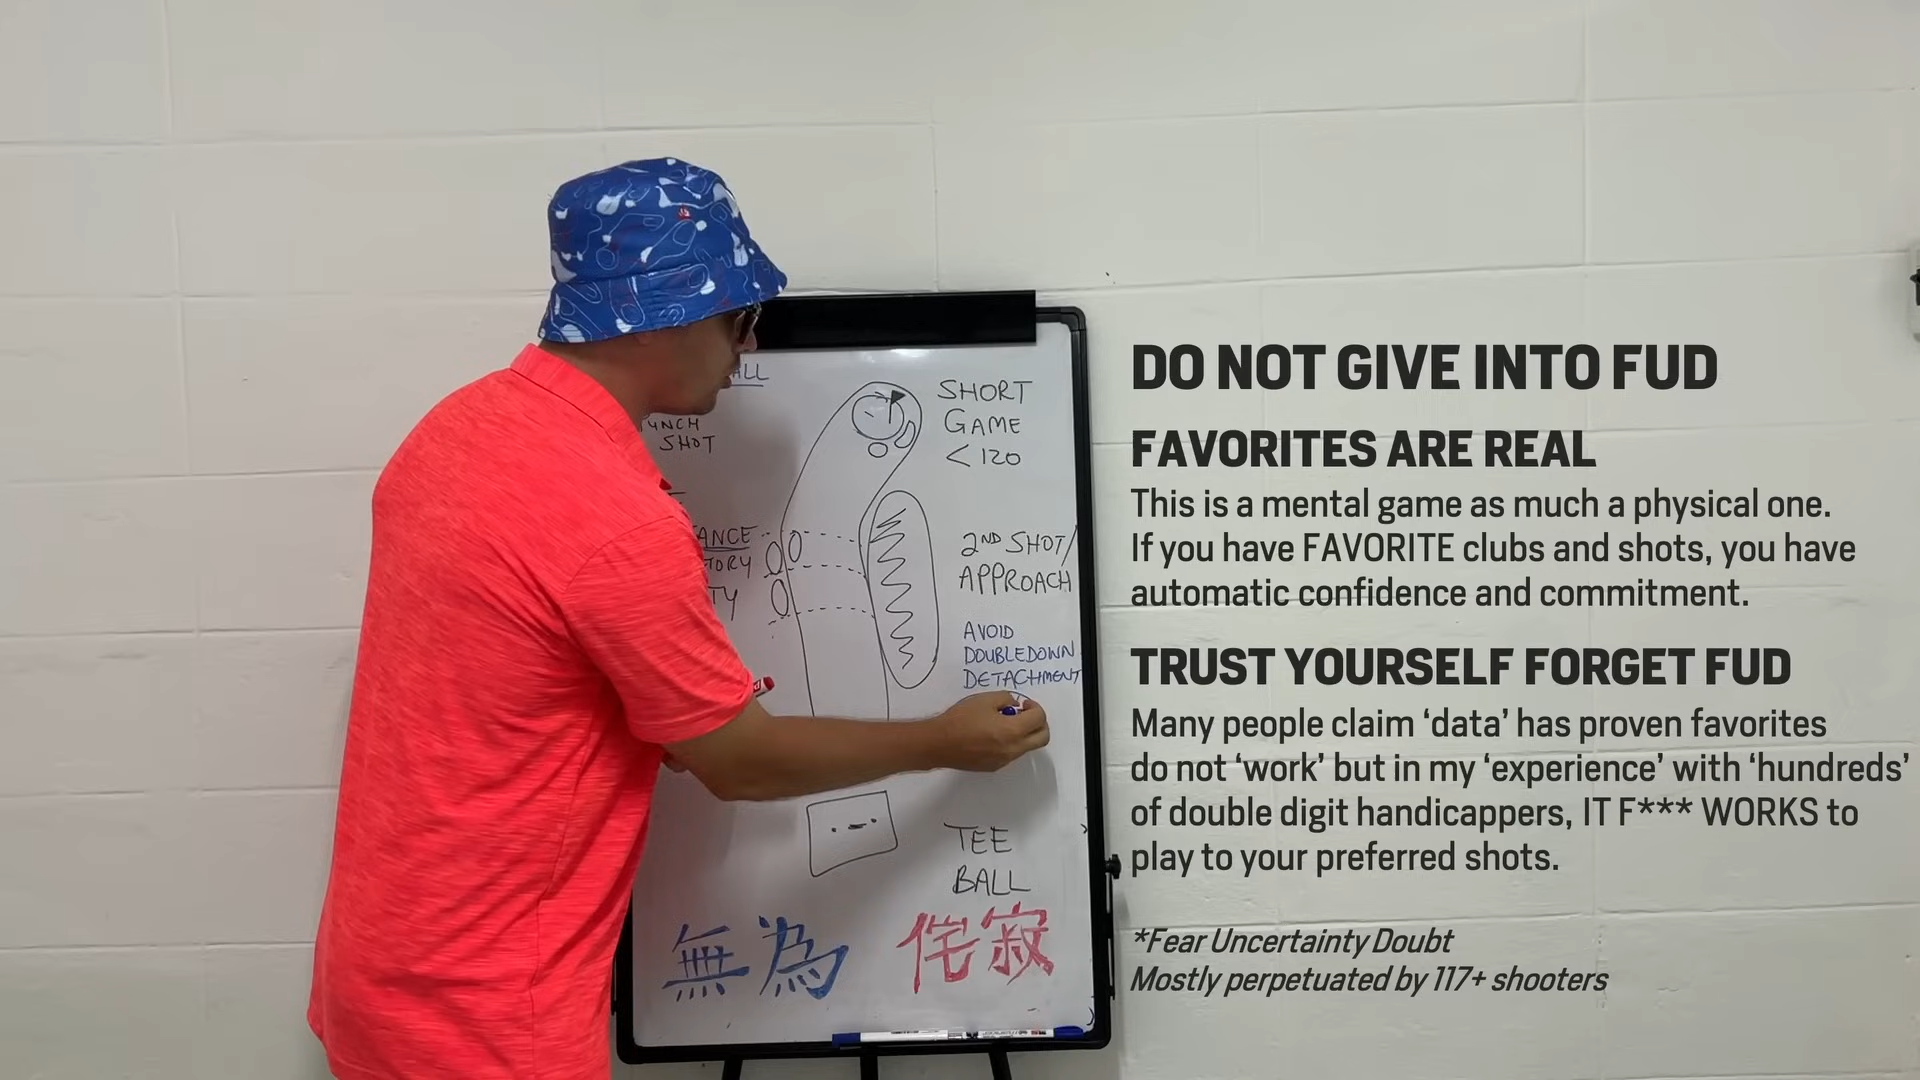 SHORT
GAME
< 120
SHOT
2ND SHOT/
APPROACH
AVOID
DOUBLEDOWN
DETACHMENT
TEE
BALL
無為
侘寂
DO NOT GIVE INTO FUD
FAVORITES ARE REAL
This is a mental game as much a physical one.
If you have FAVORITE clubs and shots, you have
automatic confidence and commitment.
TRUST YOURSELF FORGET FUD
Many people claim ‘data’ has proven favorites
do not ‘work’ but in my ‘experience’ with ‘hundreds’
of double digit handicappers, IT F*** WORKS to
play to your preferred shots.
*Fear Uncertainty Doubt
Mostly perpetuated by 117+ shooters